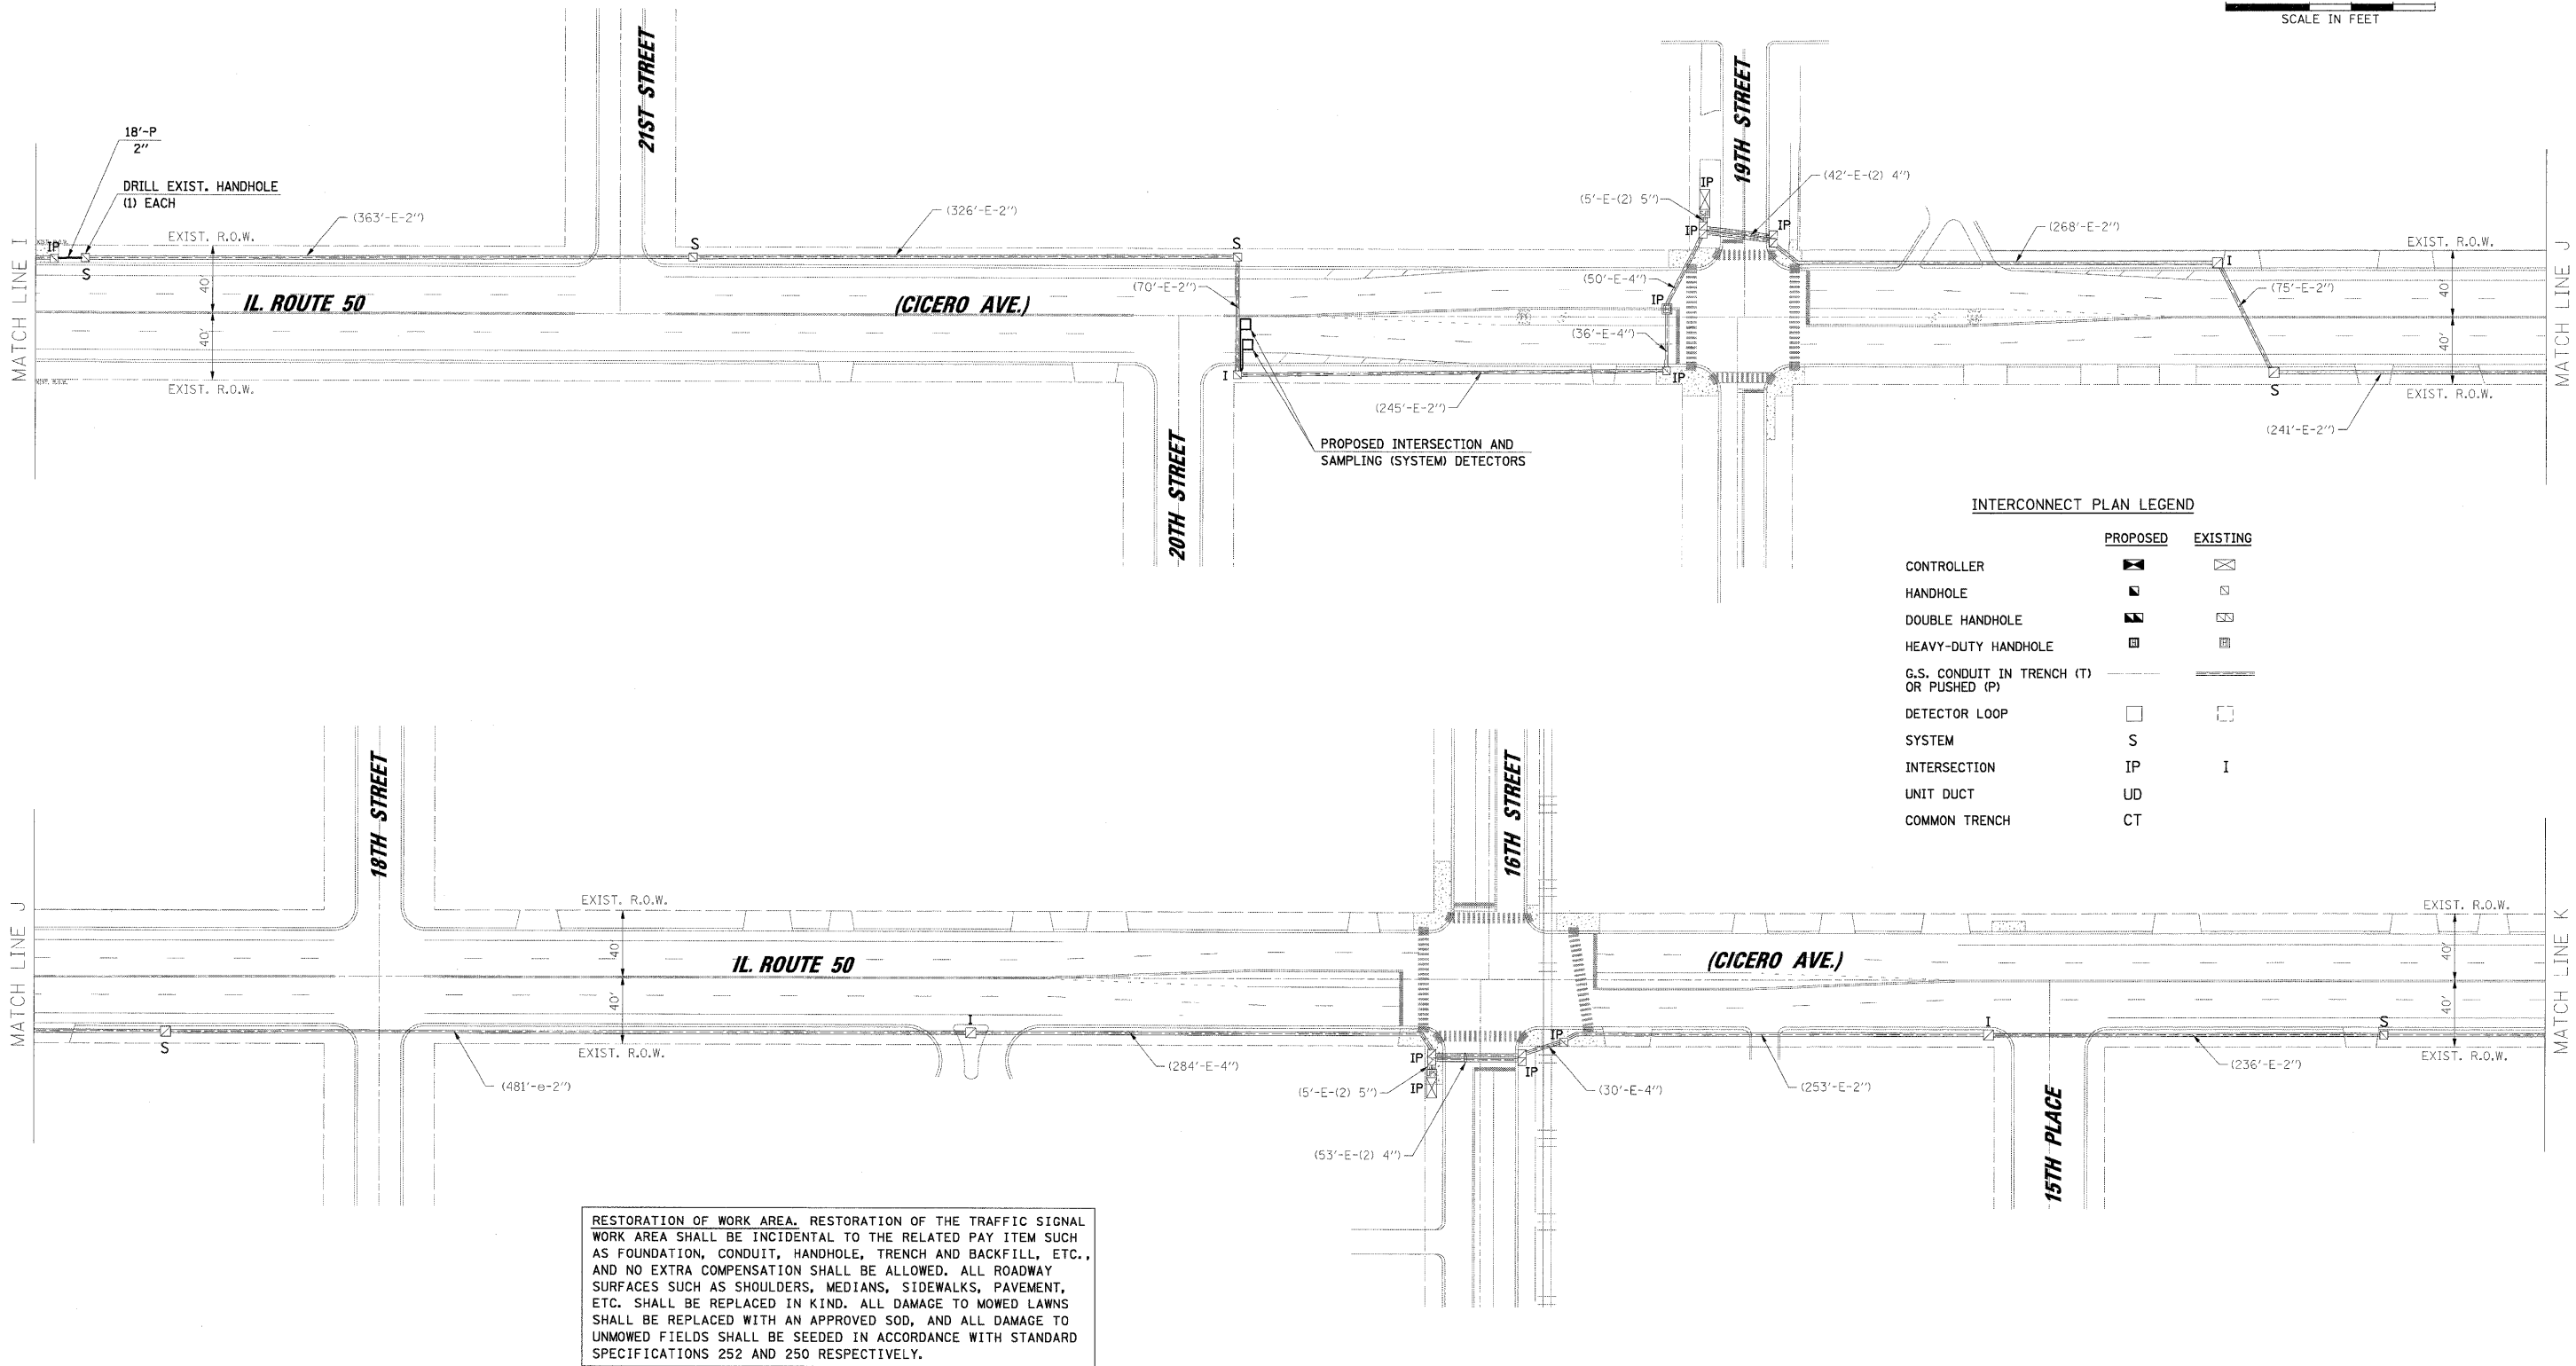 SCALE IN FEET
21ST STREET
19TH STREET
18'-P
2"
DRILL EXIST. HANDHOLE
(1) EACH
(363'-E-2")
(326'-E-2")
IP
(5'-E-(2) 5")
(42'-E-(2) 4")
(268'-E-2")
MATCH LINE I
IP
S
EXIST. R.O.W.
40'
40'
EXIST. R.O.W.
IL. ROUTE 50
(CICERO AVE.)
S
S
(70'-E-2")
I
IP
IP
(50'-E-4")
IP
(36'-E-4")
IP
(245'-E-2")
I
(75'-E-2")
S
(241'-E-2")
EXIST. R.O.W.
40'
40'
EXIST. R.O.W.
MATCH LINE J
20TH STREET
PROPOSED INTERSECTION AND
SAMPLING (SYSTEM) DETECTORS
INTERCONNECT PLAN LEGEND
PROPOSED EXISTING
CONTROLLER
HANDHOLE
DOUBLE HANDHOLE
HEAVY-DUTY HANDHOLE
H H
G.S. CONDUIT IN TRENCH (T)
OR PUSHED (P)
DETECTOR LOOP
SYSTEM S
INTERSECTION IP I
UNIT DUCT UD
COMMON TRENCH CT
18TH STREET
16TH STREET
MATCH LINE J
EXIST. R.O.W.
40'
40'
EXIST. R.O.W.
IL. ROUTE 50
(CICERO AVE.)
S
(481'-e-2")
I
(284'-E-4")
IP
IP
(5'-E-(2) 5")
(53'-E-(2) 4")
IP
IP
(30'-E-4")
(253'-E-2")
I
S
(236'-E-2")
EXIST. R.O.W.
40'
40'
EXIST. R.O.W.
MATCH LINE K
15TH PLACE
RESTORATION OF WORK AREA. RESTORATION OF THE TRAFFIC SIGNAL
WORK AREA SHALL BE INCIDENTAL TO THE RELATED PAY ITEM SUCH
AS FOUNDATION, CONDUIT, HANDHOLE, TRENCH AND BACKFILL, ETC.,
AND NO EXTRA COMPENSATION SHALL BE ALLOWED. ALL ROADWAY
SURFACES SUCH AS SHOULDERS, MEDIANS, SIDEWALKS, PAVEMENT,
ETC. SHALL BE REPLACED IN KIND. ALL DAMAGE TO MOWED LAWNS
SHALL BE REPLACED WITH AN APPROVED SOD, AND ALL DAMAGE TO
UNMOWED FIELDS SHALL BE SEEDED IN ACCORDANCE WITH STANDARD
SPECIFICATIONS 252 AND 250 RESPECTIVELY.